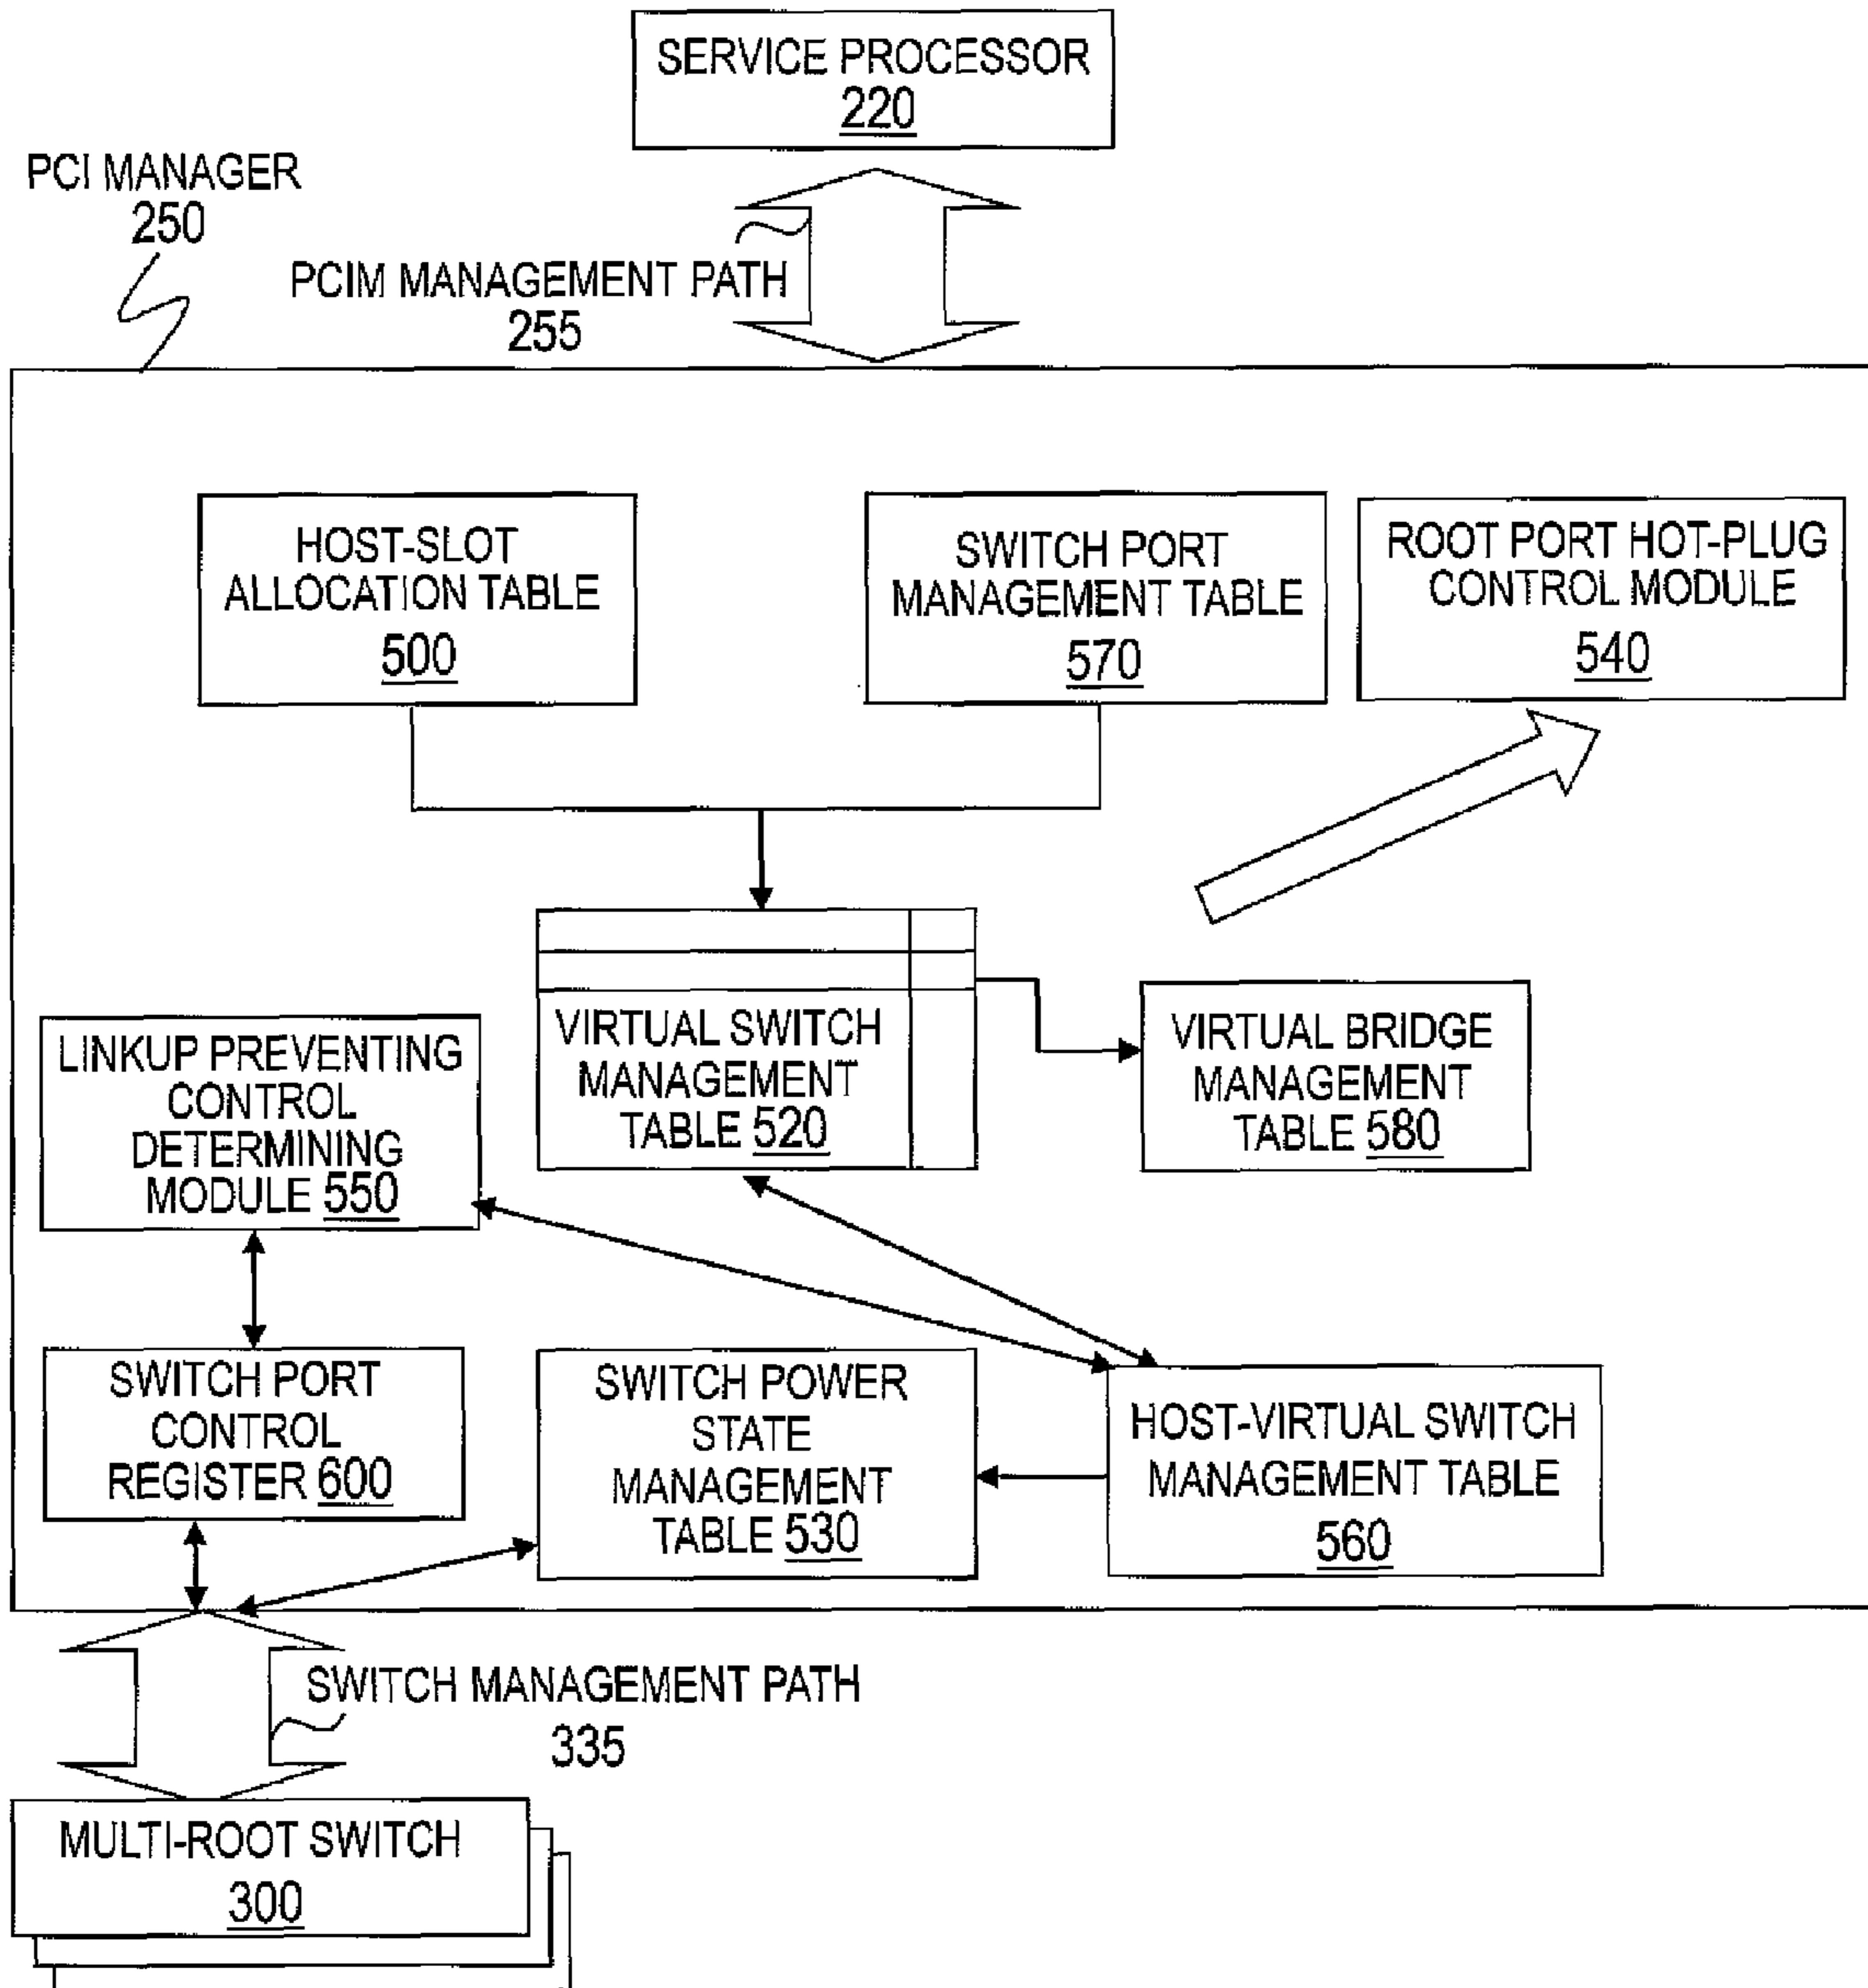 SERVICE PROCESSOR
220
PCI MANAGER
250
PCIM MANAGEMENT PATH
255
HOST-SLOT
ALLOCATION TABLE
500
SWITCH PORT
MANAGEMENT TABLE
570
ROOT PORT HOT-PLUG
CONTROL MODULE
540
VIRTUAL SWITCH
MANAGEMENT
TABLE 520
VIRTUAL BRIDGE
MANAGEMENT
TABLE 580
LINKUP PREVENTING
CONTROL
DETERMINING
MODULE 550
SWITCH PORT
CONTROL
REGISTER 600
SWITCH POWER
STATE
MANAGEMENT
TABLE 530
HOST-VIRTUAL SWITCH
MANAGEMENT TABLE
560
SWITCH MANAGEMENT PATH
335
MULTI-ROOT SWITCH
300